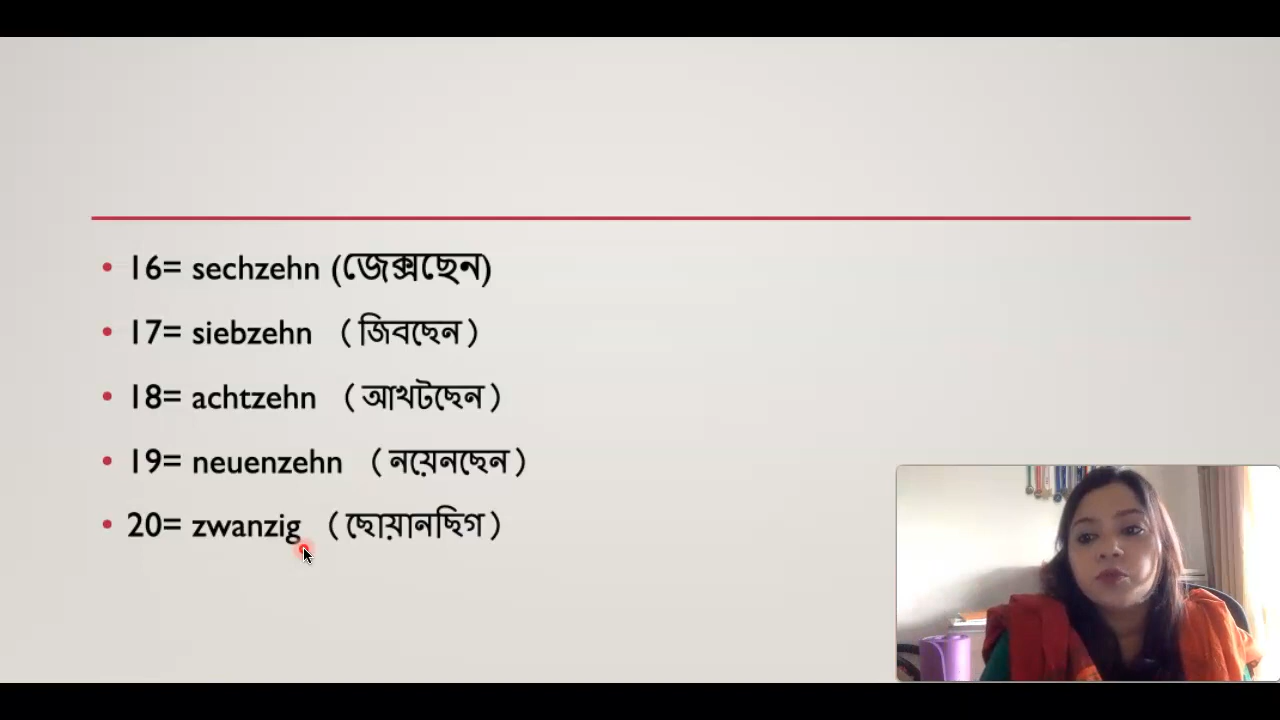 • 16= sechzehn (জেক্সছেন)
• 17= siebzehn (জিবছেন)
• 18= achtzehn (আখটছেন)
• 19= neuenzehn (নয়েনছেন)
• 20= zwanzig (ছোয়ানছিগ)